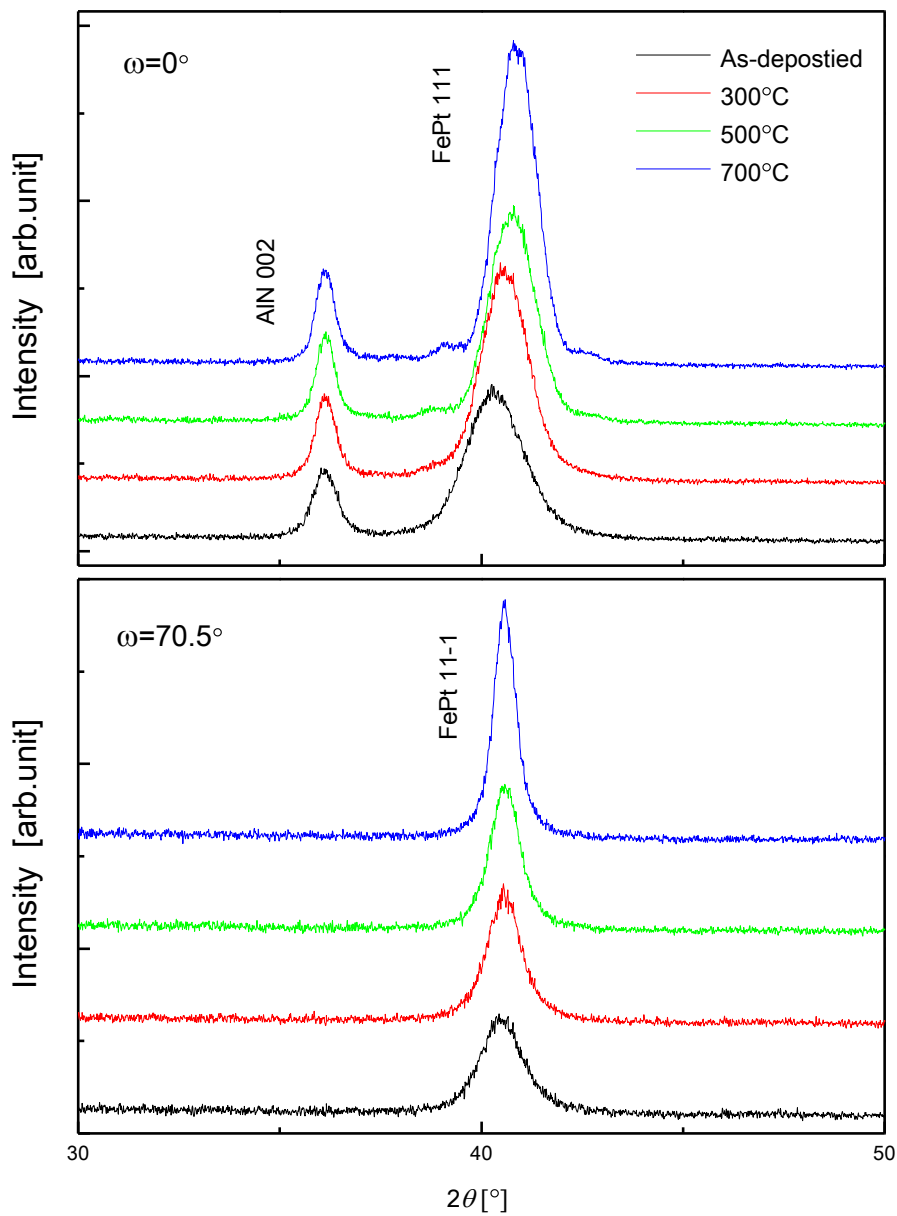 ω=0°
As-depostied
300°C
500°C
700°C
FePt 111
AlN 002
Intensity [arb.unit]
ω=70.5°
FePt 11-1
Intensity [arb.unit]
30
40
50
2θ [°]